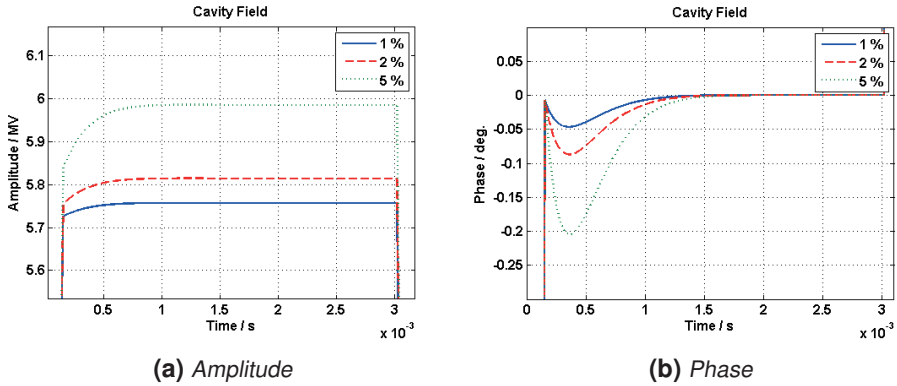 Cavity Field
6.1
6
5.9
5.8
5.7
5.6
Amplitude / MV
1 %
2 %
5 %
0.5 1 1.5 2 2.5 3
Time / s
x 10⁻³
(a) Amplitude
Cavity Field
0.05
0
-0.05
-0.1
-0.15
-0.2
-0.25
Phase / deg.
1 %
2 %
5 %
0 0.5 1 1.5 2 2.5 3
Time / s
x 10⁻³
(b) Phase